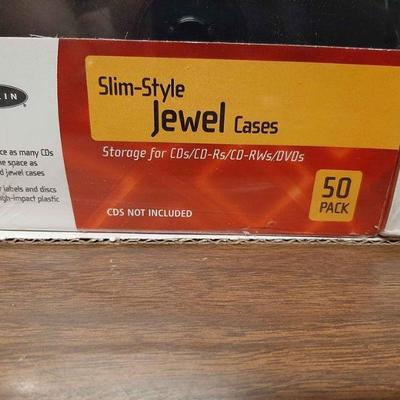 Slim-Style
Jewel Cases
Storage for CDs/CD-Rs/CD-RWs/DVDs
50
PACK
CDS NOT INCLUDED
LIN
ce as many CDs
e space as
d jewel cases
labels and discs
igh-impact plastic